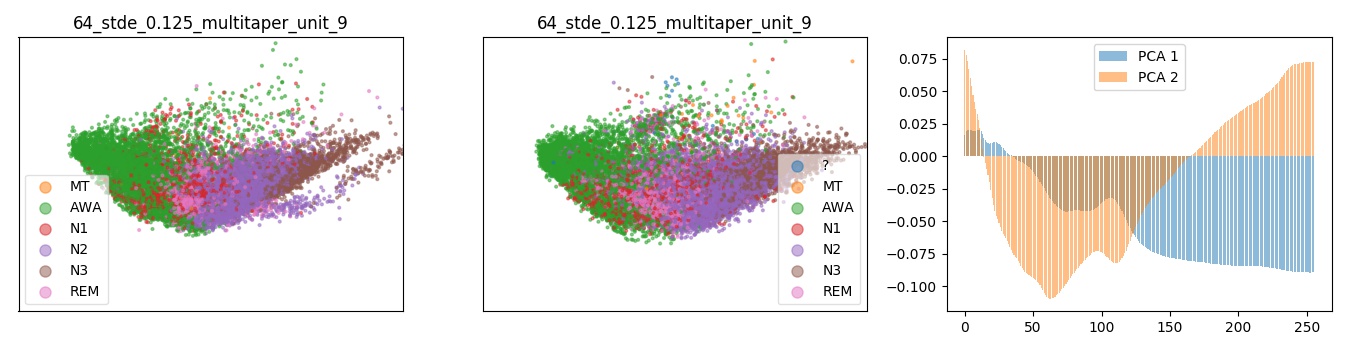 64_stde_0.125_multitaper_unit_9
MT
AWA
N1
N2
N3
REM
64_stde_0.125_multitaper_unit_9
?
MT
AWA
N1
N2
N3
REM
PCA 1
PCA 2
0.075
0.050
0.025
0.000
−0.025
−0.050
−0.075
−0.100
0 50 100 150 200 250